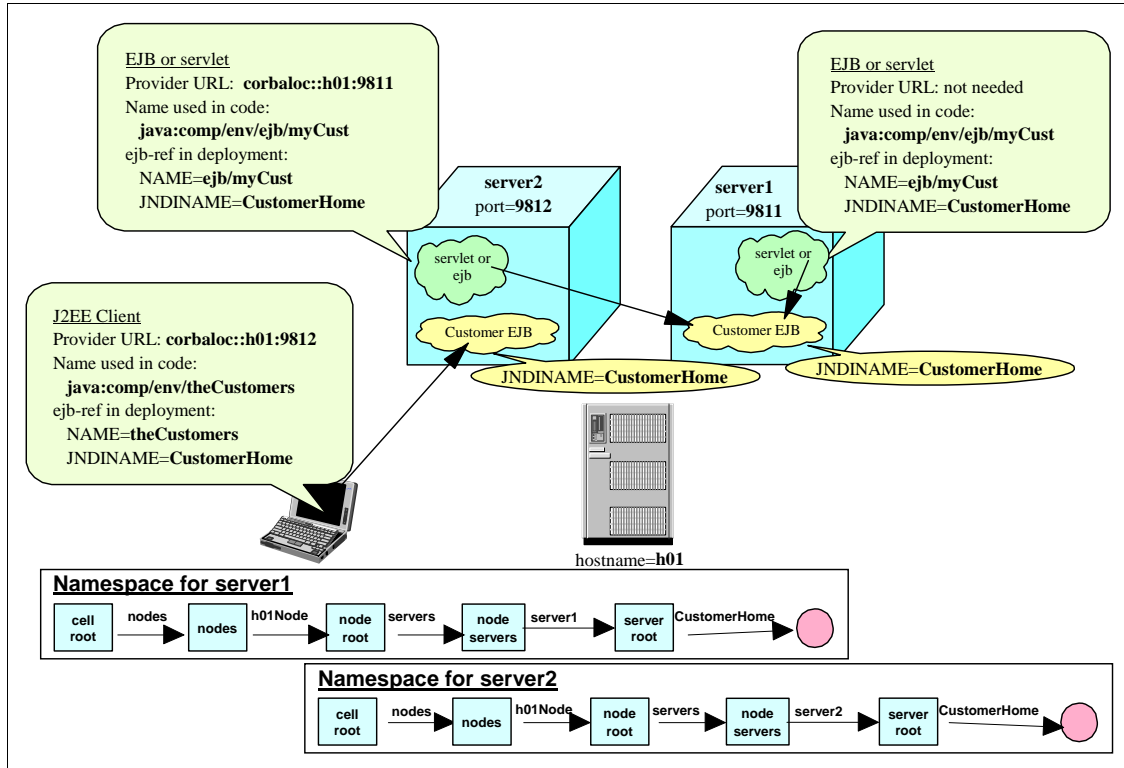 EJB or servlet
Provider URL: corbaloc::h01:9811
Name used in code:
java:comp/env/ejb/myCust
ejb-ref in deployment:
NAME=ejb/myCust
JNDINAME=CustomerHome
EJB or servlet
Provider URL: not needed
Name used in code:
java:comp/env/ejb/myCust
ejb-ref in deployment:
NAME=ejb/myCust
JNDINAME=CustomerHome
server2
port=9812
server1
port=9811
servlet or
ejb
servlet or
ejb
Customer EJB
Customer EJB
JNDINAME=CustomerHome
JNDINAME=CustomerHome
J2EE Client
Provider URL: corbaloc::h01:9812
Name used in code:
java:comp/env/theCustomers
ejb-ref in deployment:
NAME=theCustomers
JNDINAME=CustomerHome
hostname=h01
Namespace for server1
cell
root
nodes
nodes
h01Node
node
root
servers
node
servers
server1
server
root
CustomerHome
Namespace for server2
cell
root
nodes
nodes
h01Node
node
root
servers
node
servers
server2
server
root
CustomerHome